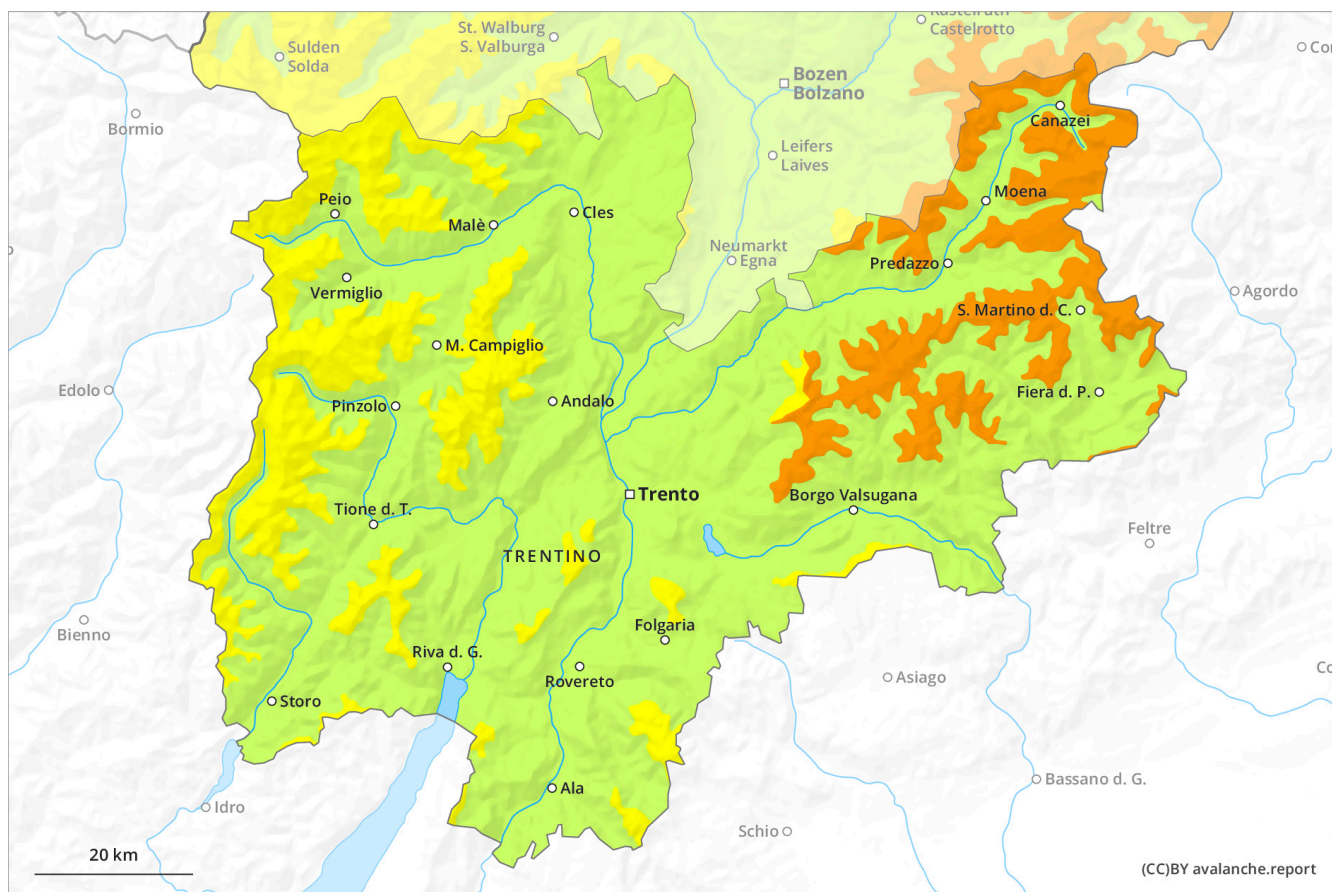 St. Walburg
S. Valburga
Kastelruth
Castelrotto
Sulden
Solda
Bozen
Bolzano
Bormio
Canazei
Leifers
Laives
Peio
Malè
Cles
Moena
Neumarkt
Egna
Predazzo
Vermiglio
Agordo
S. Martino d. C.
M. Campiglio
Edolo
Pinzolo
Andalo
Fiera d. P.
Trento
Borgo Valsugana
Tione d. T.
Feltre
TRENTINO
Bienno
Folgaria
Riva d. G.
Rovereto
Asiago
Storo
Bassano d. G.
Ala
Idro
Schio
20 km
(CC)BY avalanche.report